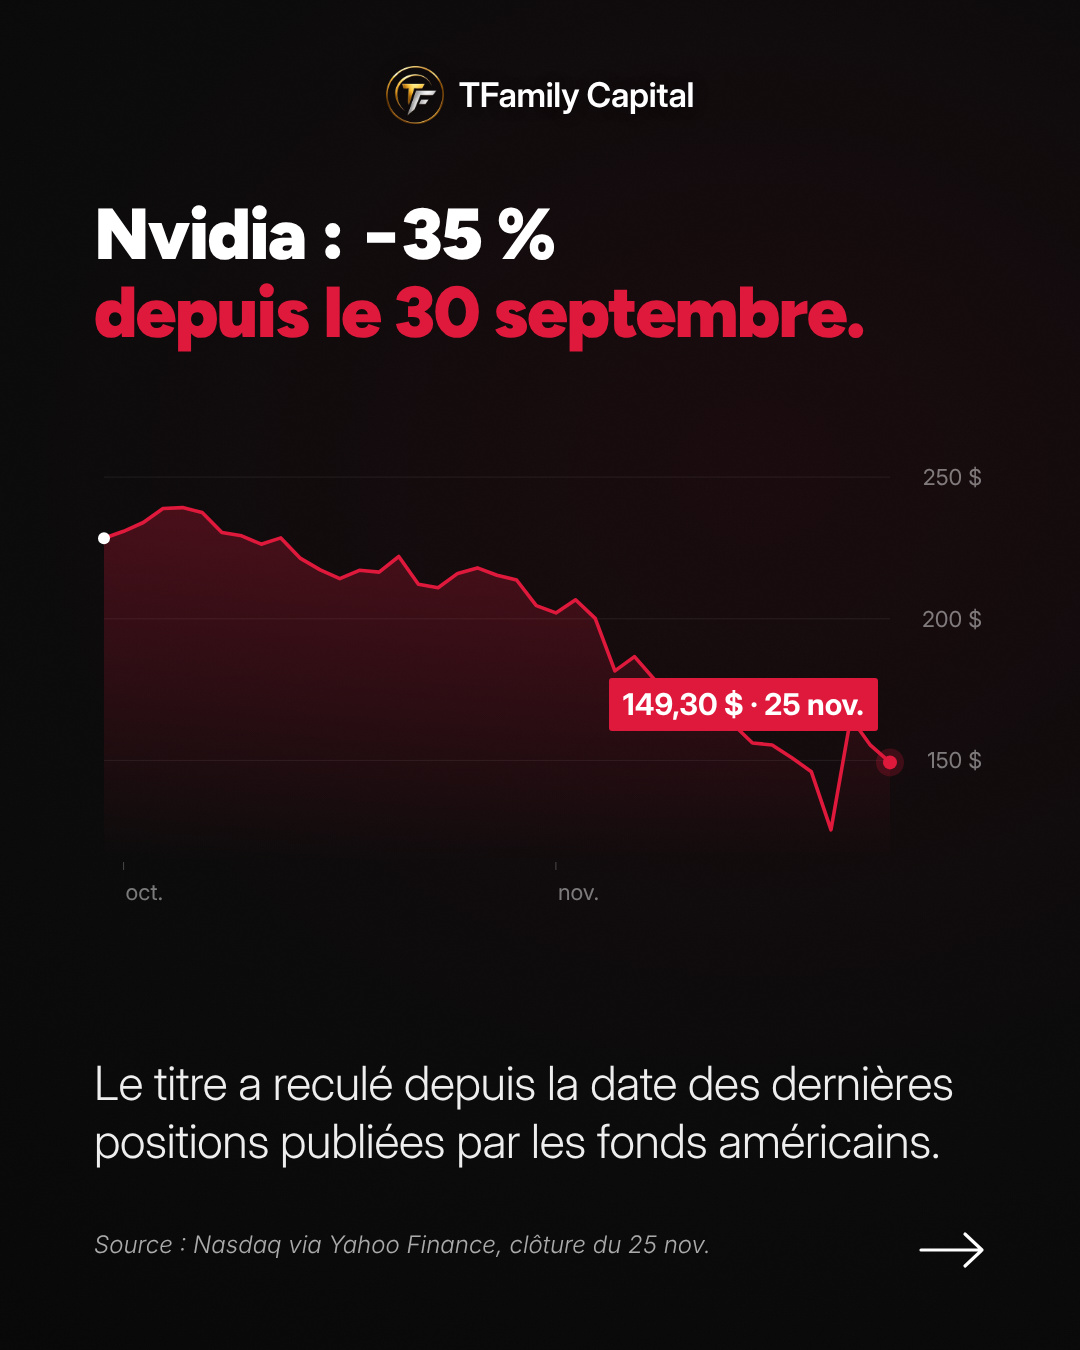 TF TFamily Capital
Nvidia : -35 %
depuis le 30 septembre.
250 $
200 $
149,30 $ · 25 nov.
150 $
oct.
nov.
Le titre a reculé depuis la date des dernières
positions publiées par les fonds américains.
Source : Nasdaq via Yahoo Finance, clôture du 25 nov.